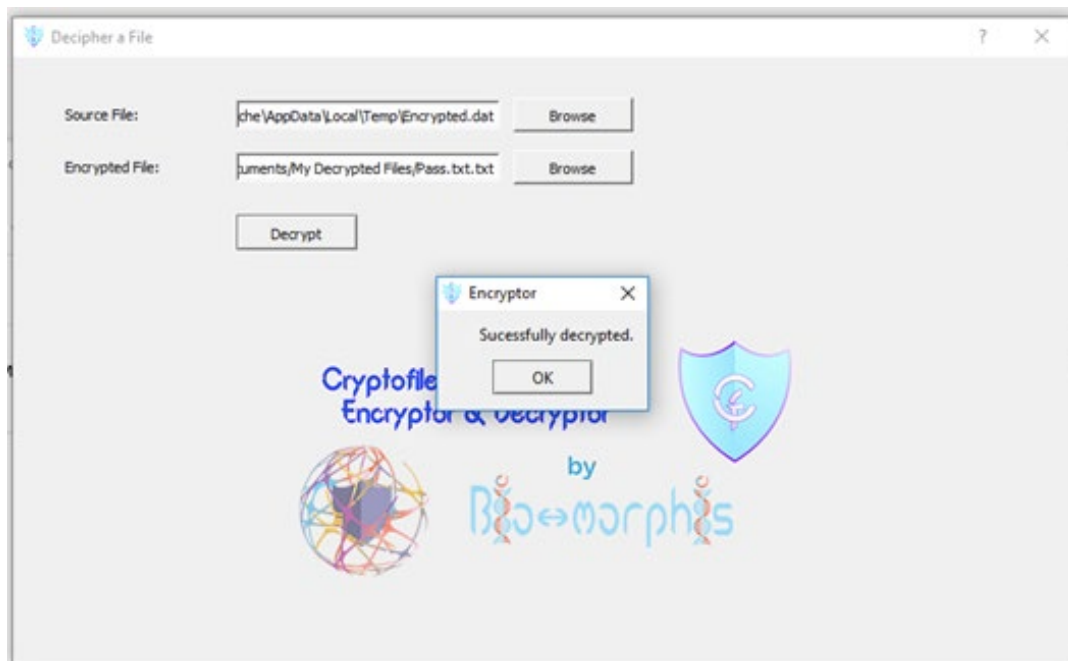 Decipher a File
?
Source File:
che\AppData\Local\Temp\Encrypted.dat
Browse
Encrypted File:
cuments/My Decrypted Files/Pass.txt.txt
Browse
Decrypt
Encryptor
Sucessfully decrypted.
OK
Cryptofile
Encryptor & Decryptor
by
Bio↔morphis